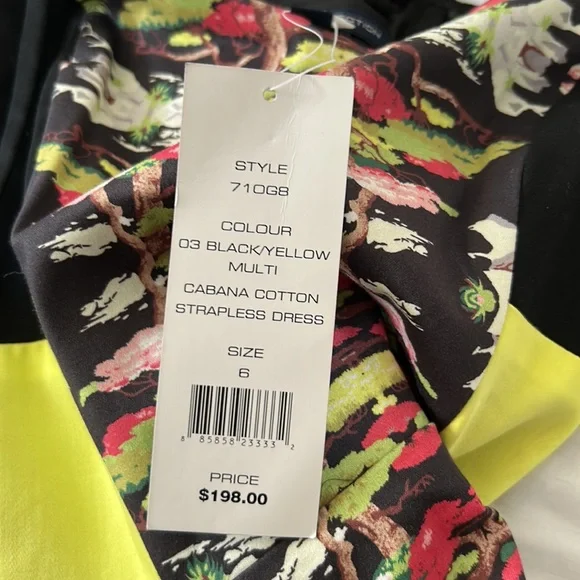 STYLE
710G8
COLOUR
03 BLACK/YELLOW
MULTI
CABANA COTTON
STRAPLESS DRESS
SIZE
6
8 85858 23333 2
PRICE
$198.00